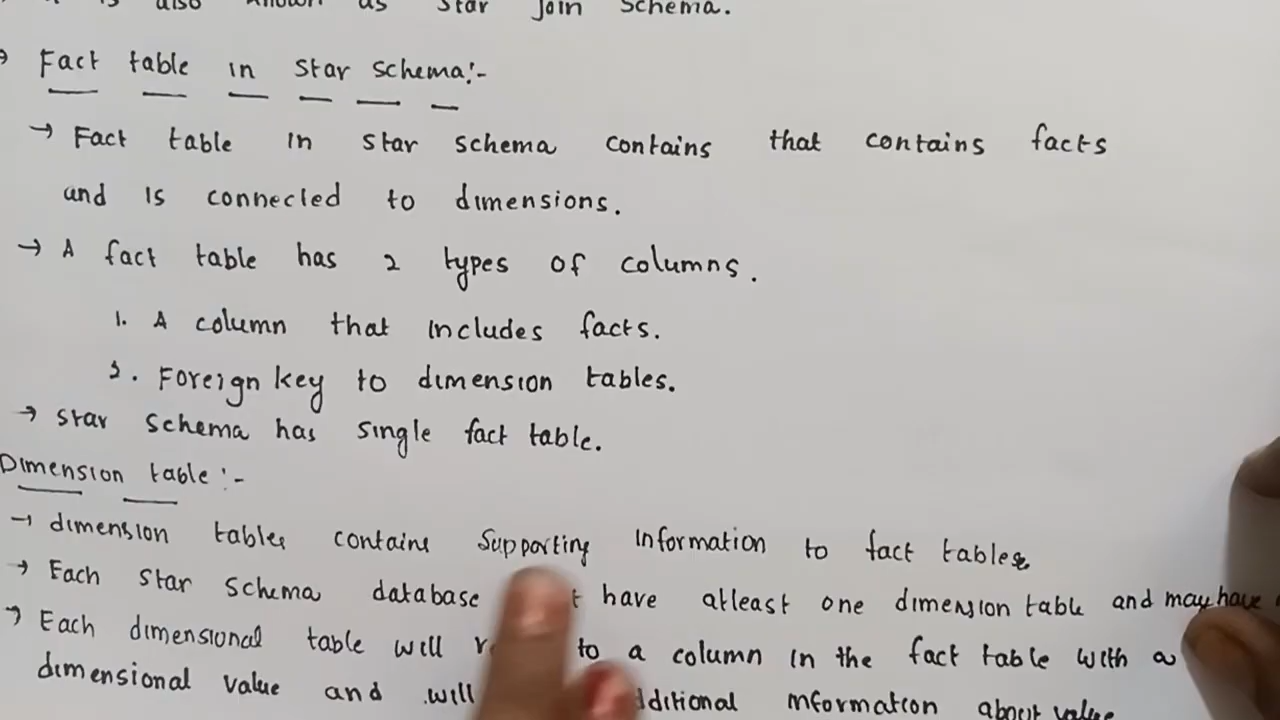 also known as Star Join Schema.
→ Fact table in star schema:-
→ Fact table in star schema contains that contains facts
and is connected to dimensions.
→ A fact table has 2 types of columns.
1. A column that includes facts.
2. Foreign key to dimension tables.
→ star schema has single fact table.
Dimension table :-
→ dimension tables contains supporting information to fact tables
→ Each star schema database have atleast one dimension table and may have
→ Each dimensional table will to a column in the fact table with a
dimensional value and will additional information about value